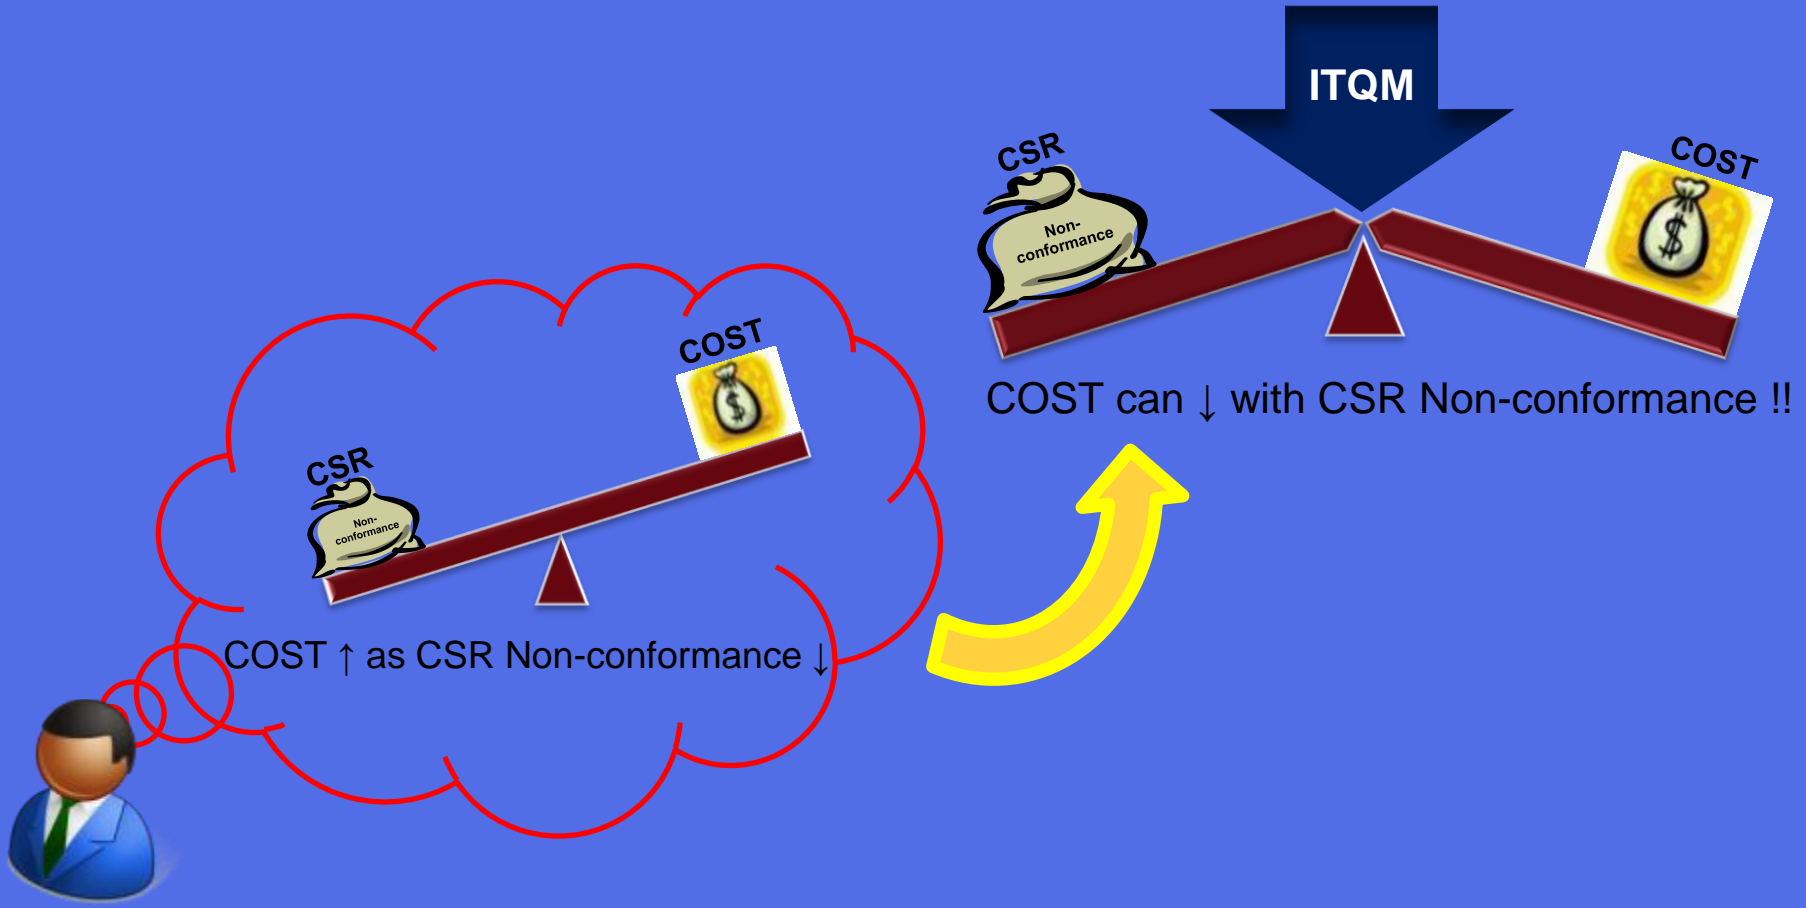 ITQM
CSR
Non-
conformance
COST
COST can ↓ with CSR Non-conformance !!
COST
CSR
Non-
conformance
COST ↑ as CSR Non-conformance ↓